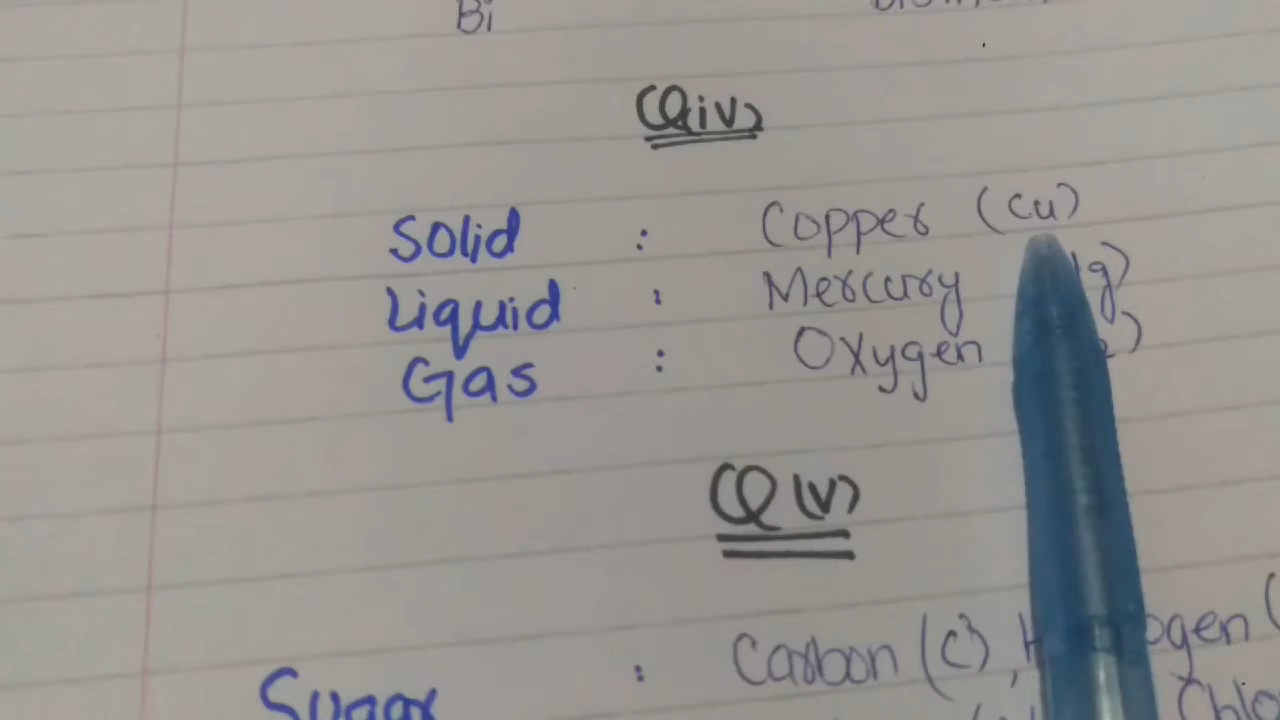 Bi
Q(iv)
Solid : Copper (Cu)
Liquid : Mercury
Gas : Oxygen
Q(v)
Sugar : Carbon (C),